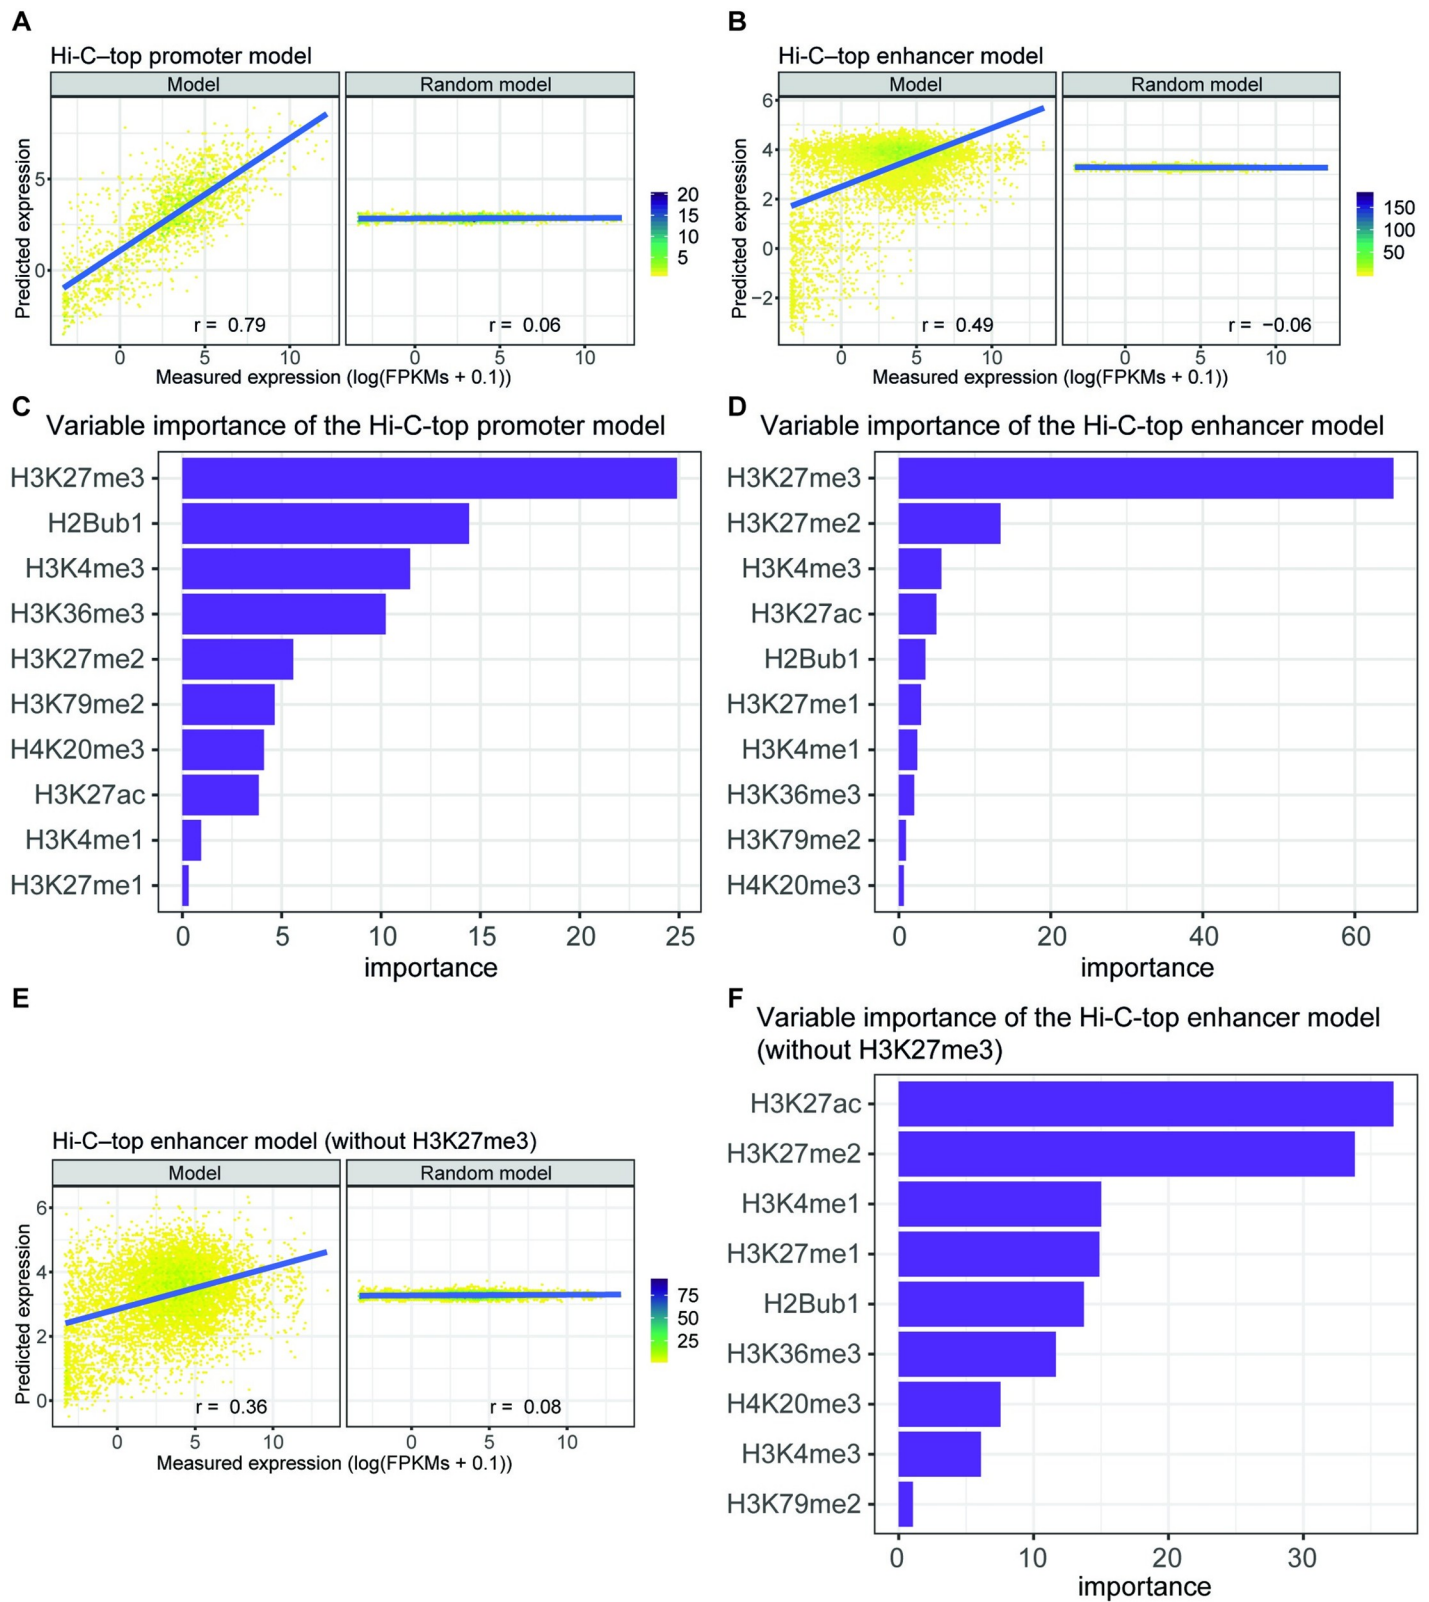 A
Hi-C–top promoter model
Model
Random model
Predicted expression
5
0
r = 0.79
r = 0.06
0 5 10
0 5 10
Measured expression (log(FPKMs + 0.1))
20
15
10
5
B
Hi-C–top enhancer model
Model
Random model
Predicted expression
6
4
2
0
−2
r = 0.49
r = −0.06
0 5 10
0 5 10
Measured expression (log(FPKMs + 0.1))
150
100
50
C
Variable importance of the Hi-C-top promoter model
H3K27me3
H2Bub1
H3K4me3
H3K36me3
H3K27me2
H3K79me2
H4K20me3
H3K27ac
H3K4me1
H3K27me1
0 5 10 15 20 25
importance
D
Variable importance of the Hi-C-top enhancer model
H3K27me3
H3K27me2
H3K4me3
H3K27ac
H2Bub1
H3K27me1
H3K4me1
H3K36me3
H3K79me2
H4K20me3
0 20 40 60
importance
E
Hi-C–top enhancer model (without H3K27me3)
Model
Random model
Predicted expression
6
4
2
0
r = 0.36
r = 0.08
0 5 10
0 5 10
Measured expression (log(FPKMs + 0.1))
75
50
25
F
Variable importance of the Hi-C-top enhancer model
(without H3K27me3)
H3K27ac
H3K27me2
H3K4me1
H3K27me1
H2Bub1
H3K36me3
H4K20me3
H3K4me3
H3K79me2
0 10 20 30
importance